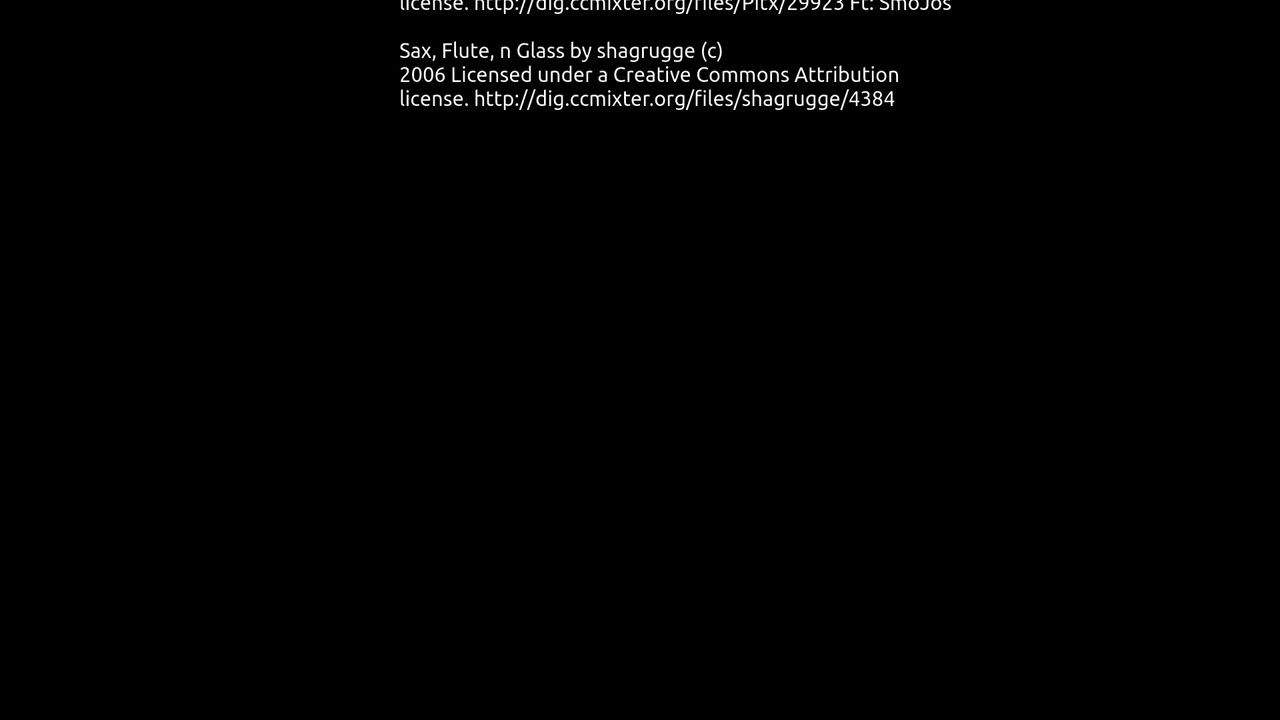 license. http://dig.ccmixter.org/files/Pitx/29923 Ft: SmoJos
Sax, Flute, n Glass by shagrugge (c)
2006 Licensed under a Creative Commons Attribution
license. http://dig.ccmixter.org/files/shagrugge/4384